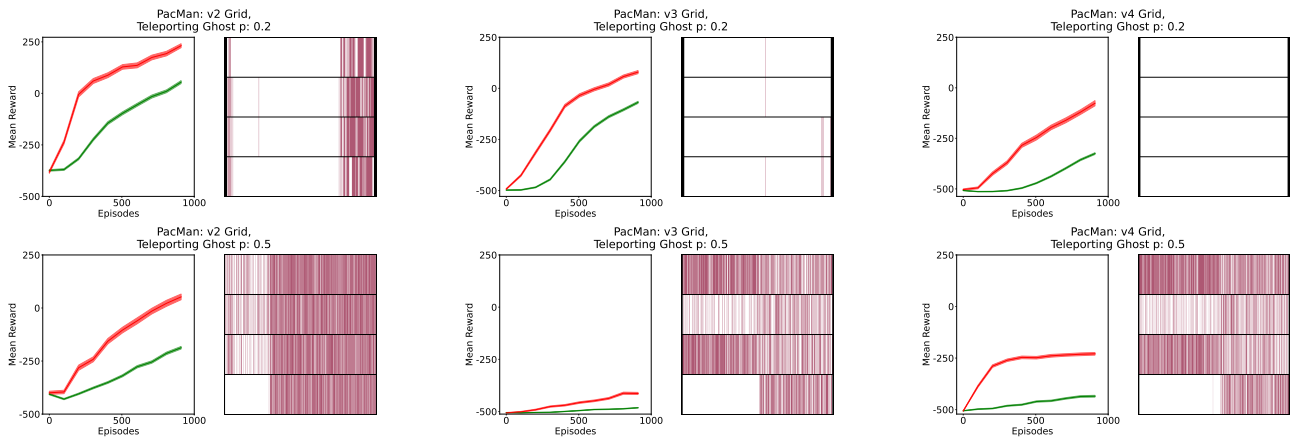 PacMan: v2 Grid,
Teleporting Ghost p: 0.2
250
0
-250
-500
Mean Reward
0 500 1000
Episodes
PacMan: v3 Grid,
Teleporting Ghost p: 0.2
250
0
-250
-500
Mean Reward
0 500 1000
Episodes
PacMan: v4 Grid,
Teleporting Ghost p: 0.2
250
0
-250
-500
Mean Reward
0 500 1000
Episodes
PacMan: v2 Grid,
Teleporting Ghost p: 0.5
250
0
-250
-500
Mean Reward
0 500 1000
Episodes
PacMan: v3 Grid,
Teleporting Ghost p: 0.5
250
0
-250
-500
Mean Reward
0 500 1000
Episodes
PacMan: v4 Grid,
Teleporting Ghost p: 0.5
250
0
-250
-500
Mean Reward
0 500 1000
Episodes